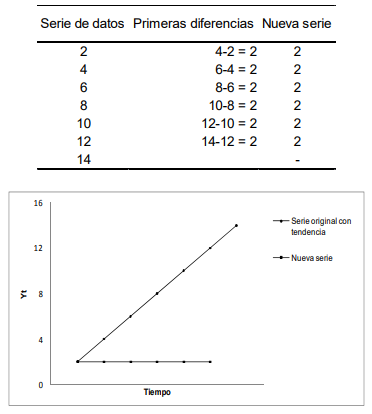 Serie de datos Primeras diferencias Nueva serie
2 4-2 = 2 2
4 6-4 = 2 2
6 8-6 = 2 2
8 10-8 = 2 2
10 12-10 = 2 2
12 14-12 = 2 2
14 -
16
12
8
4
0
Yt
Tiempo
Serie original con
tendencia
Nueva serie